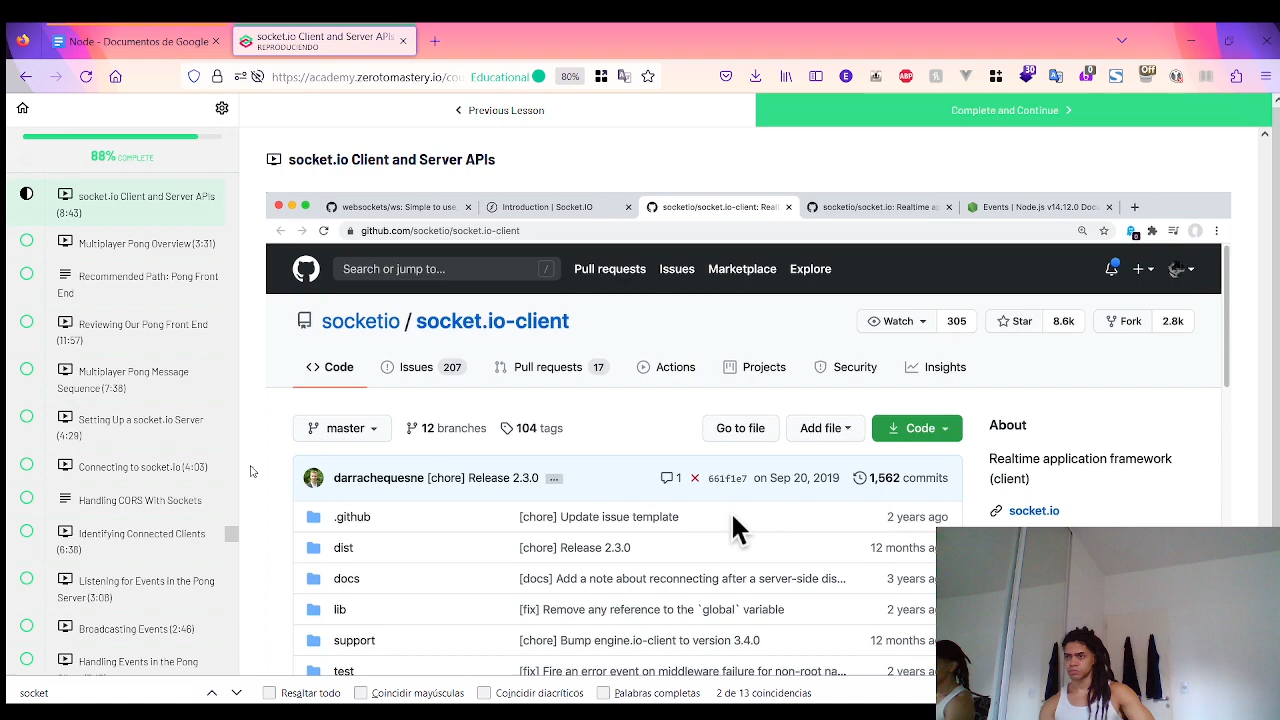 Node - Documentos de Google
socket.io Client and Server APIs
REPRODUCIENDO
https://academy.zerotomastery.io/cou
Educational
80%
30
0
Off
Previous Lesson
Complete and Continue
88% COMPLETE
socket.io Client and Server APIs
(8:43)
Multiplayer Pong Overview (3:31)
Recommended Path: Pong Front
End
Reviewing Our Pong Front End
(11:57)
Multiplayer Pong Message
Sequence (7:38)
Setting Up a socket.io Server
(4:29)
Connecting to socket.io (4:03)
Handling CORS With Sockets
Identifying Connected Clients
(6:38)
Listening for Events in the Pong
Server (3:08)
Broadcasting Events (2:46)
Handling Events in the Pong
socket.io Client and Server APIs
websockets/ws: Simple to use,
Introduction | Socket.IO
socketio/socket.io-client: Real
socketio/socket.io: Realtime a
Events | Node.js v14.12.0 Docu
github.com/socketio/socket.io-client
Search or jump to...
/
Pull requests
Issues
Marketplace
Explore
socketio / socket.io-client
Watch
305
Star
8.6k
Fork
2.8k
Code
Issues 207
Pull requests 17
Actions
Projects
Security
Insights
master
12 branches
104 tags
Go to file
Add file
Code
About
Realtime application framework
(client)
socket.io
darrachequesne [chore] Release 2.3.0 ...
1
661f1e7 on Sep 20, 2019
1,562 commits
.github
[chore] Update issue template
2 years ago
dist
[chore] Release 2.3.0
12 months ag
docs
[docs] Add a note about reconnecting after a server-side dis...
3 years ag
lib
[fix] Remove any reference to the `global` variable
2 years ag
support
[chore] Bump engine.io-client to version 3.4.0
12 months ag
test
[fix] Fire an error event on middleware failure for non-root na
2 years ag
socket
Resaltar todo
Coincidir mayúsculas
Coincidir diacríticos
Palabras completas
2 de 13 coincidencias